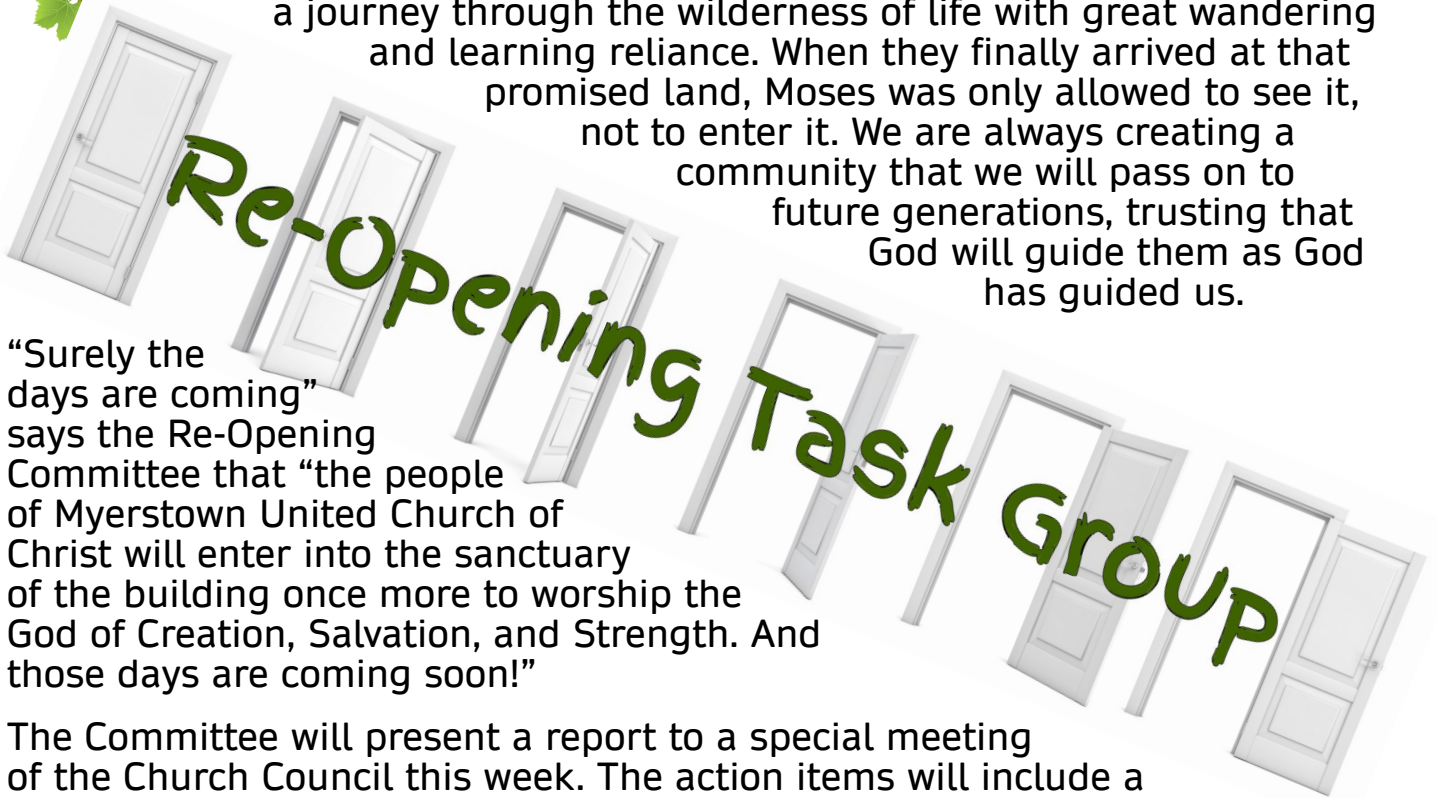 a journey through the wilderness of life with great wandering
and learning reliance. When they finally arrived at that
promised land, Moses was only allowed to see it,
not to enter it. We are always creating a
community that we will pass on to
future generations, trusting that
God will guide them as God
has guided us.
Re-Opening Task Group
“Surely the
days are coming”
says the Re-Opening
Committee that “the people
of Myerstown United Church of
Christ will enter into the sanctuary
of the building once more to worship the
God of Creation, Salvation, and Strength. And
those days are coming soon!”
The Committee will present a report to a special meeting
of the Church Council this week. The action items will include a